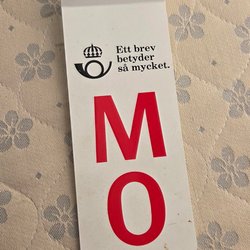 Ett brev
betyder
så mycket.
M
O